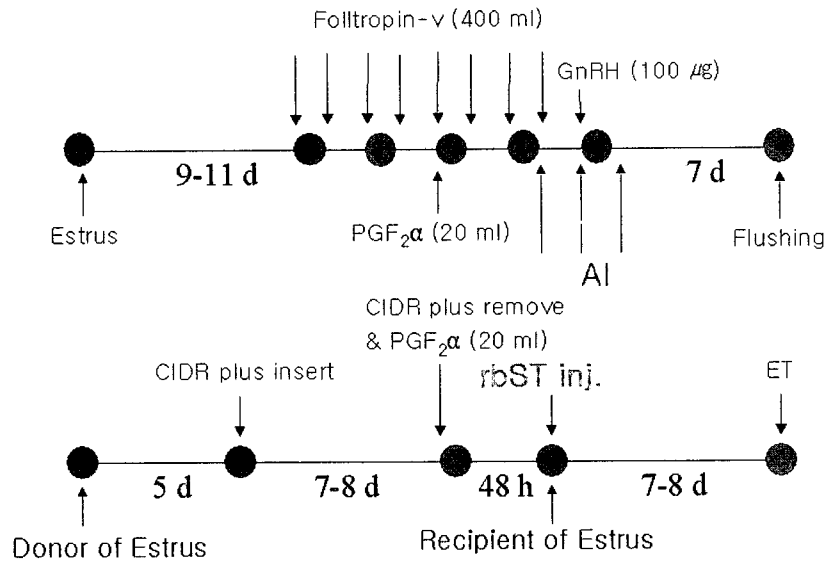 Folltropin-v (400 ml)
GnRH (100 ㎍)
9-11 d
7 d
Estrus
PGF₂α (20 ml)
Flushing
AI
CIDR plus remove
& PGF₂α (20 ml)
CIDR plus insert
rbST inj.
ET
5 d
7-8 d
48 h
7-8 d
Donor of Estrus
Recipient of Estrus